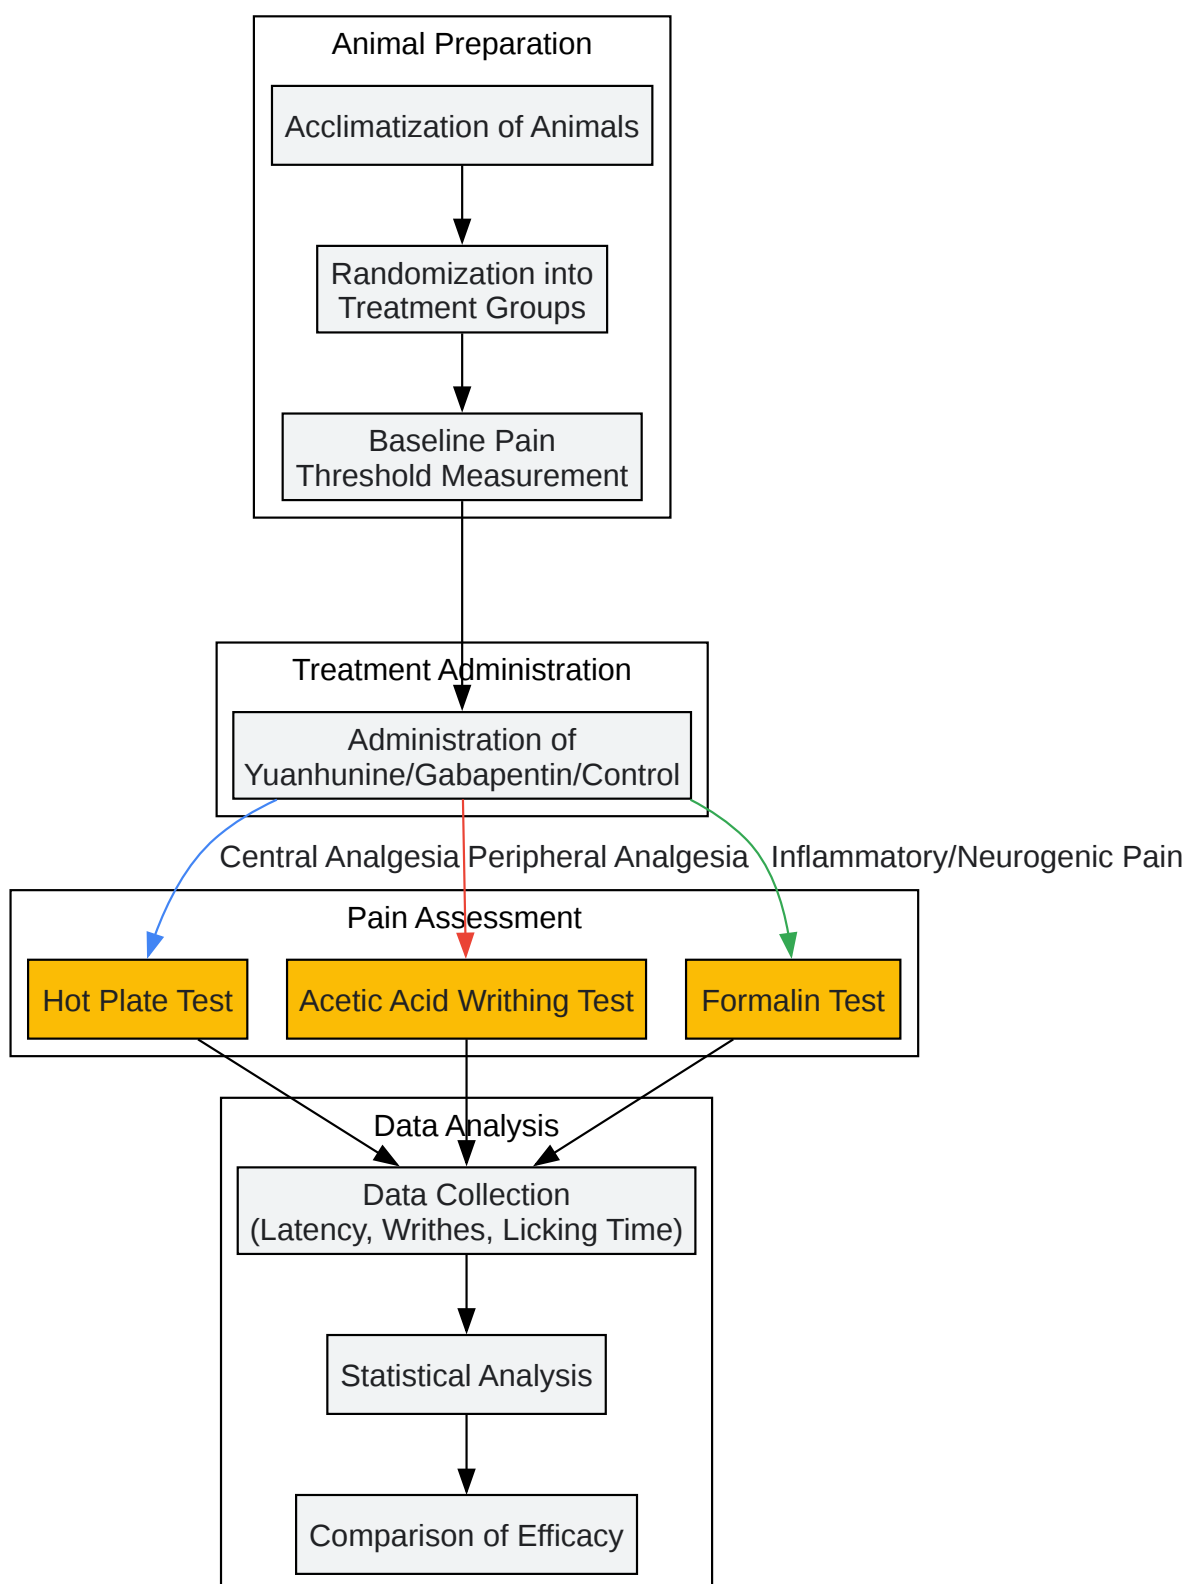 Animal Preparation
Acclimatization of Animals
Randomization into
Treatment Groups
Baseline Pain
Threshold Measurement
Treatment Administration
Administration of
Yuanhunine/Gabapentin/Control
Central Analgesia
Peripheral Analgesia
Inflammatory/Neurogenic Pain
Pain Assessment
Hot Plate Test
Acetic Acid Writhing Test
Formalin Test
Data Analysis
Data Collection
(Latency, Writhes, Licking Time)
Statistical Analysis
Comparison of Efficacy